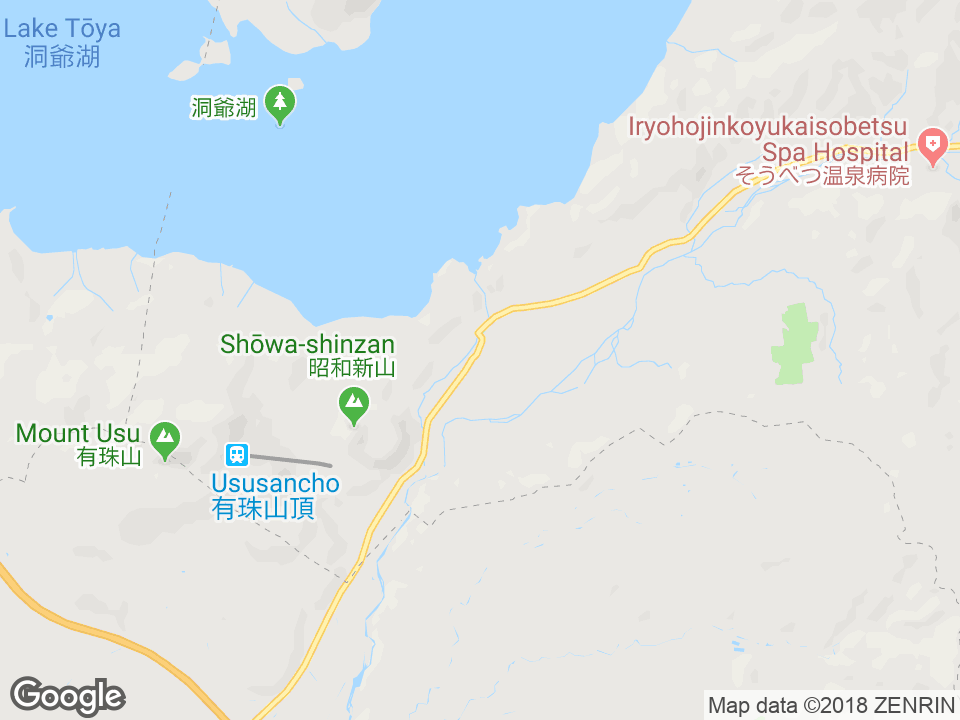 Lake Tōya
洞爺湖
洞爺湖
Iryohojinkoyukaisobetsu
Spa Hospital
そうべつ温泉病院
Shōwa-shinzan
昭和新山
Mount Usu
有珠山
Ususancho
有珠山頂
Google
Map data ©2018 ZENRIN